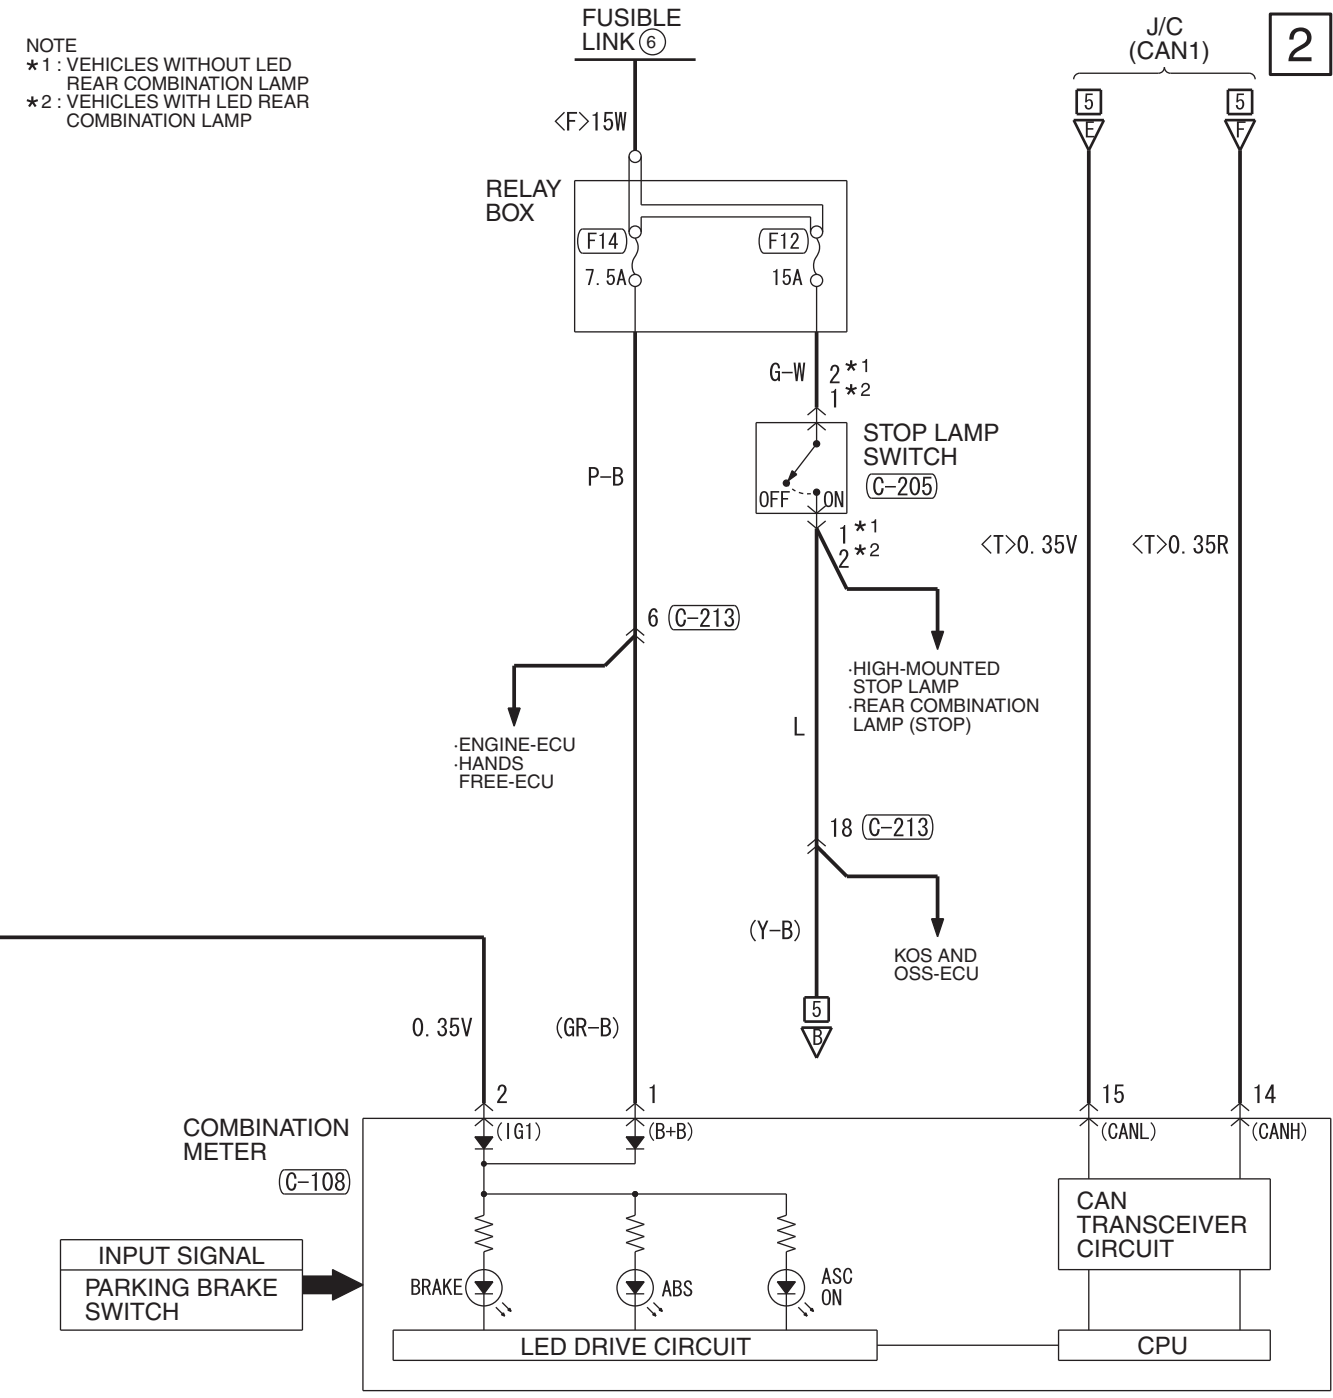 NOTE
*1 : VEHICLES WITHOUT LED
REAR COMBINATION LAMP
*2 : VEHICLES WITH LED REAR
COMBINATION LAMP
FUSIBLE
LINK 6
J/C
(CAN1)
2
5
E
5
F
<F>15W
RELAY
BOX
F14
F12
7. 5A
15A
G-W
2*1
1*2
STOP LAMP
SWITCH
C-205
OFF
ON
P-B
1*1
2*2
<T>0. 35V
<T>0. 35R
6 C-213
·HIGH-MOUNTED
STOP LAMP
·REAR COMBINATION
LAMP (STOP)
L
·ENGINE-ECU
·HANDS
FREE-ECU
18 C-213
(Y-B)
KOS AND
OSS-ECU
5
B
0. 35V
(GR-B)
2
1
15
14
COMBINATION
METER
C-108
(IG1)
(B+B)
(CANL)
(CANH)
CAN
TRANSCEIVER
CIRCUIT
INPUT SIGNAL
PARKING BRAKE
SWITCH
BRAKE
ABS
ASC
ON
LED DRIVE CIRCUIT
CPU